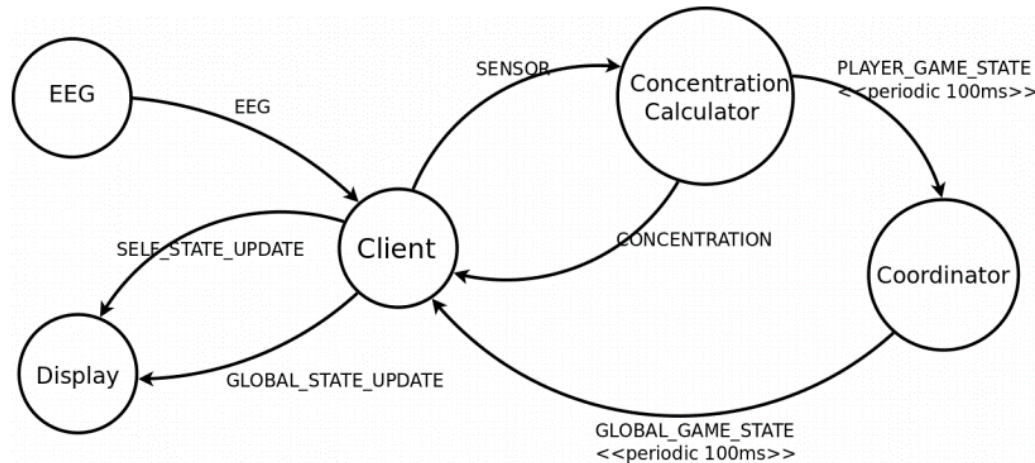 EEG
EEG
SENSOR
Concentration
Calculator
PLAYER_GAME_STATE
<<periodic 100ms>>
SELF_STATE_UPDATE
Client
CONCENTRATION
Coordinator
Display
GLOBAL_STATE_UPDATE
GLOBAL_GAME_STATE
<<periodic 100ms>>